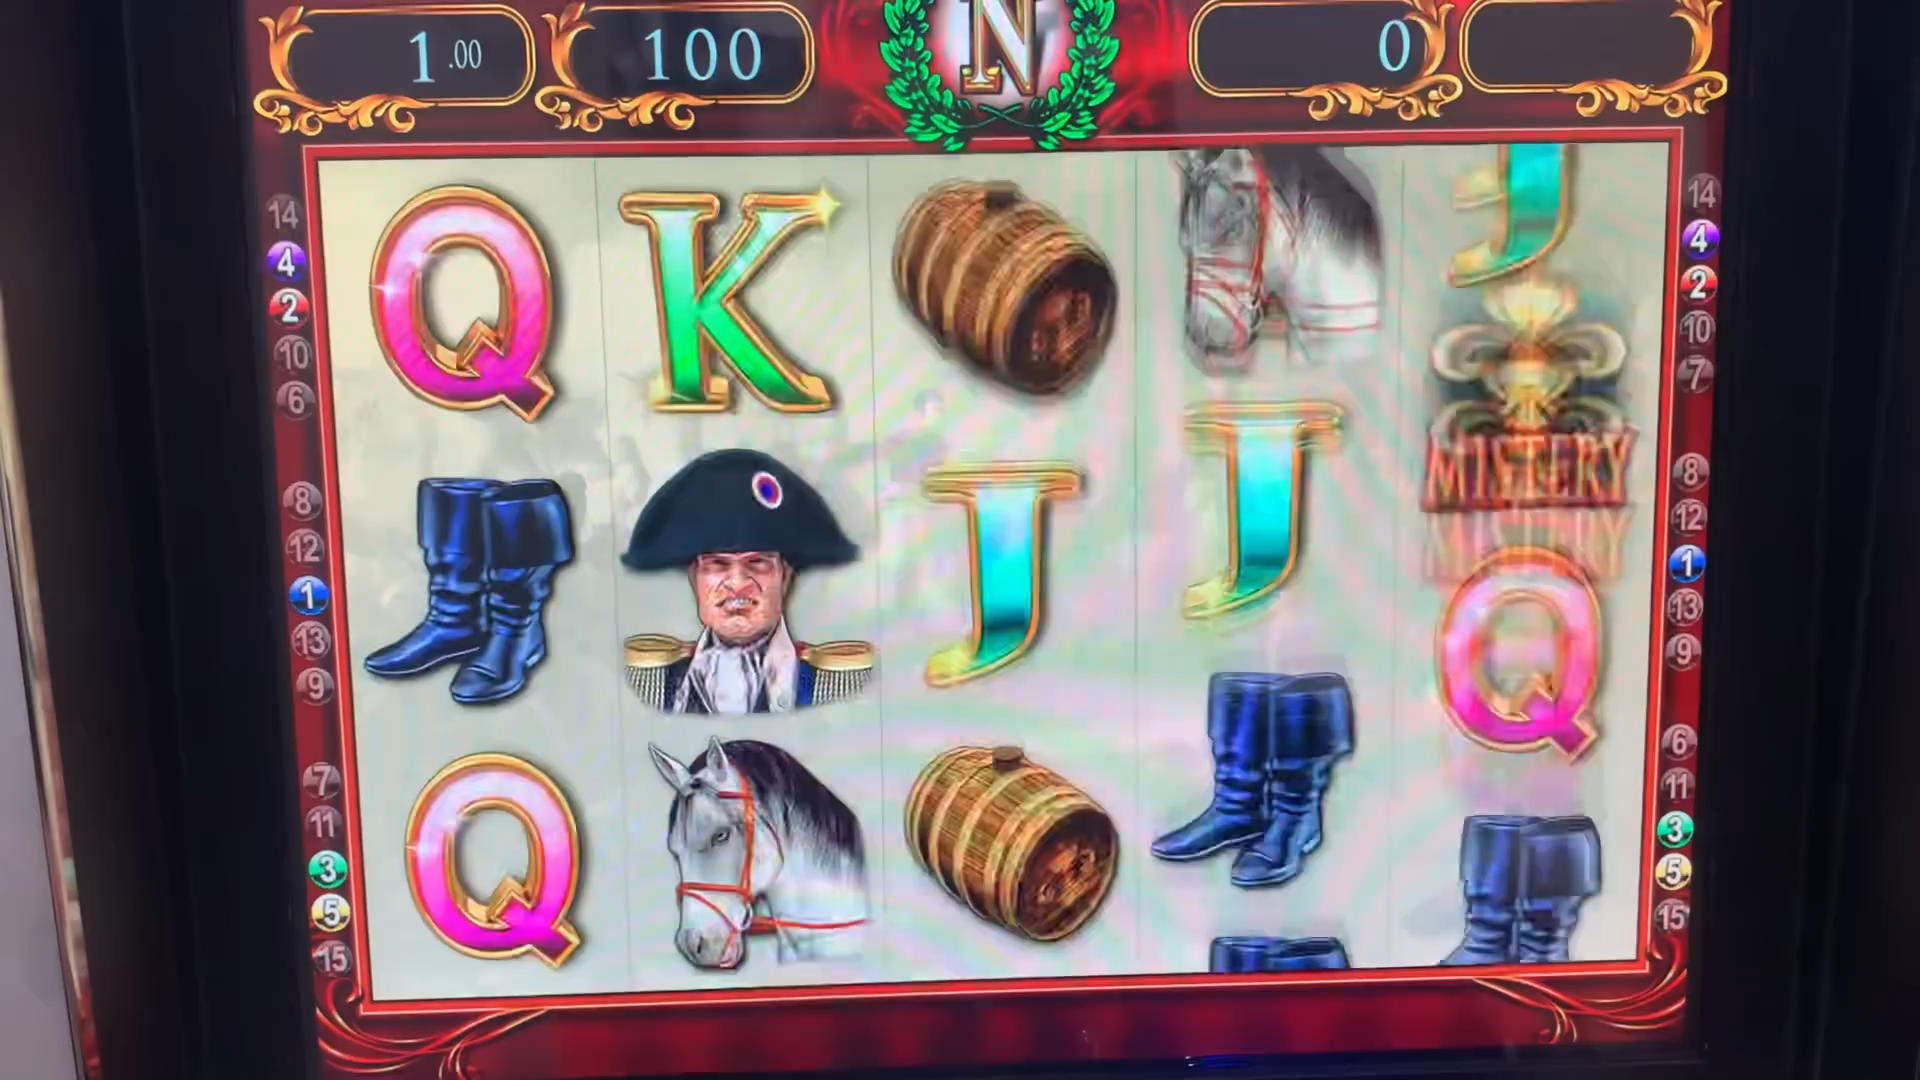 1.00 100 N 0
14 14
4 4
2 2
10 10
6 7
Q K J
MISTERY
8 8
12 12
1 J J 1
13 13
9 Q 9
7 6
11 11
3 Q 3
5 5
15 15